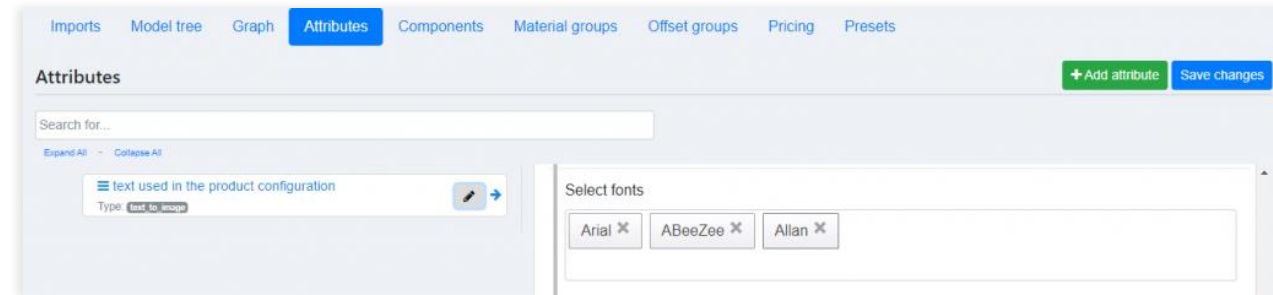 Imports Model tree Graph Attributes Components Material groups Offset groups Pricing Presets
Attributes
+ Add attribute Save changes
Search for...
Expand All - Collapse All
text used in the product configuration
Type: text_to_image
Select fonts
Arial ✕ ABeeZee ✕ Allan ✕